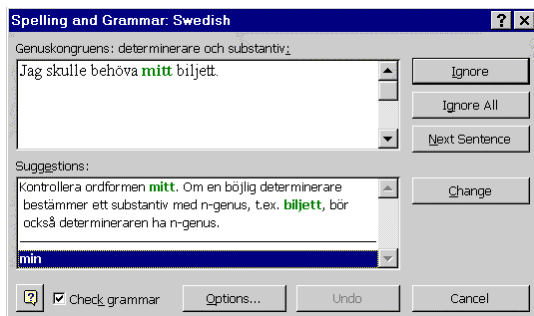 Spelling and Grammar: Swedish
Genuskongruens: determinerare och substantiv:
Jag skulle behöva mitt biljett.
Ignore
Ignore All
Next Sentence
Suggestions:
Kontrollera ordformen mitt. Om en böjlig determinerare
bestämmer ett substantiv med n-genus, t.ex. biljett, bör
också determineraren ha n-genus.
Change
min
Check grammar
Options...
Undo
Cancel